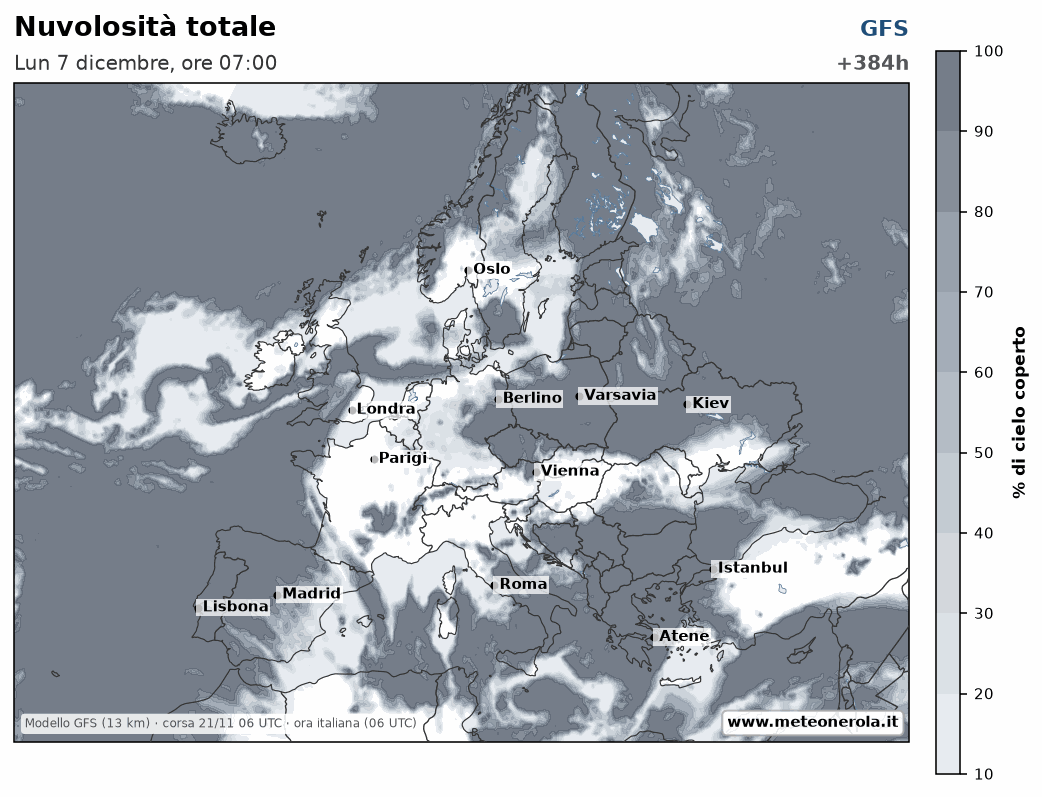 Nuvolosità totale
GFS
Lun 7 dicembre, ore 07:00
+384h
100
90
80
70
60
50
40
30
20
10
% di cielo coperto
Oslo
Berlino
Varsavia
Kiev
Londra
Parigi
Vienna
Istanbul
Roma
Madrid
Lisbona
Atene
Modello GFS (13 km) · corsa 21/11 06 UTC · ora italiana (06 UTC)
www.meteonerola.it